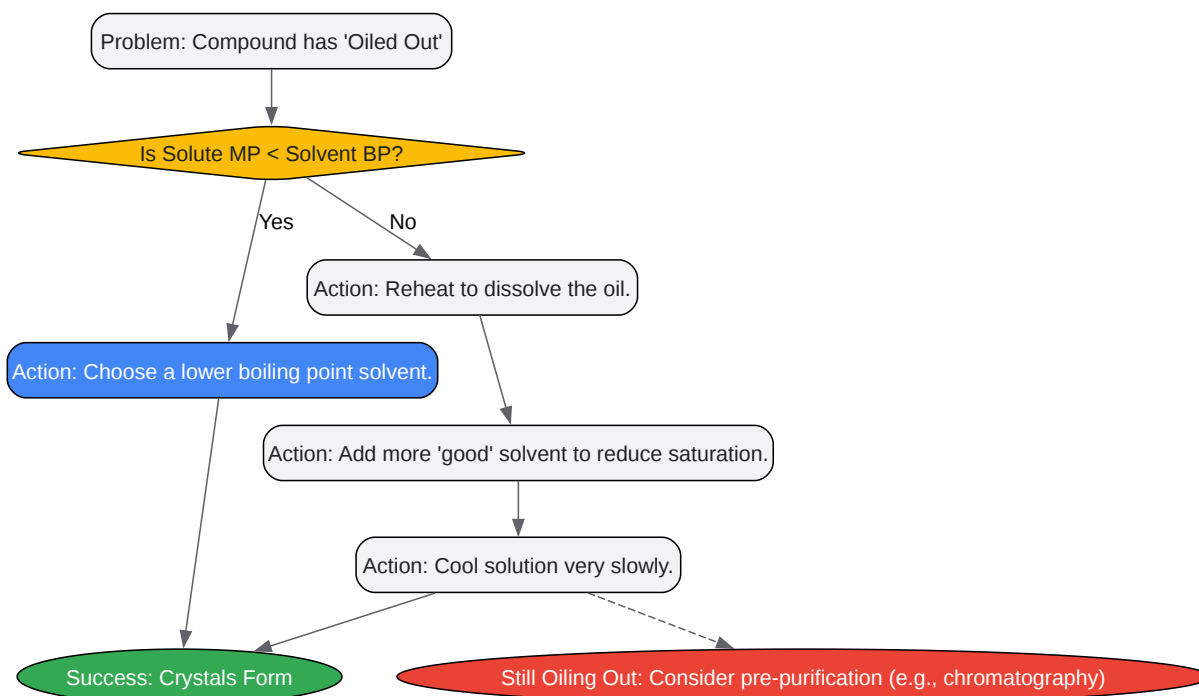 Problem: Compound has 'Oiled Out'
Is Solute MP < Solvent BP?
Yes
No
Action: Reheat to dissolve the oil.
Action: Choose a lower boiling point solvent.
Action: Add more 'good' solvent to reduce saturation.
Action: Cool solution very slowly.
Success: Crystals Form
Still Oiling Out: Consider pre-purification (e.g., chromatography)